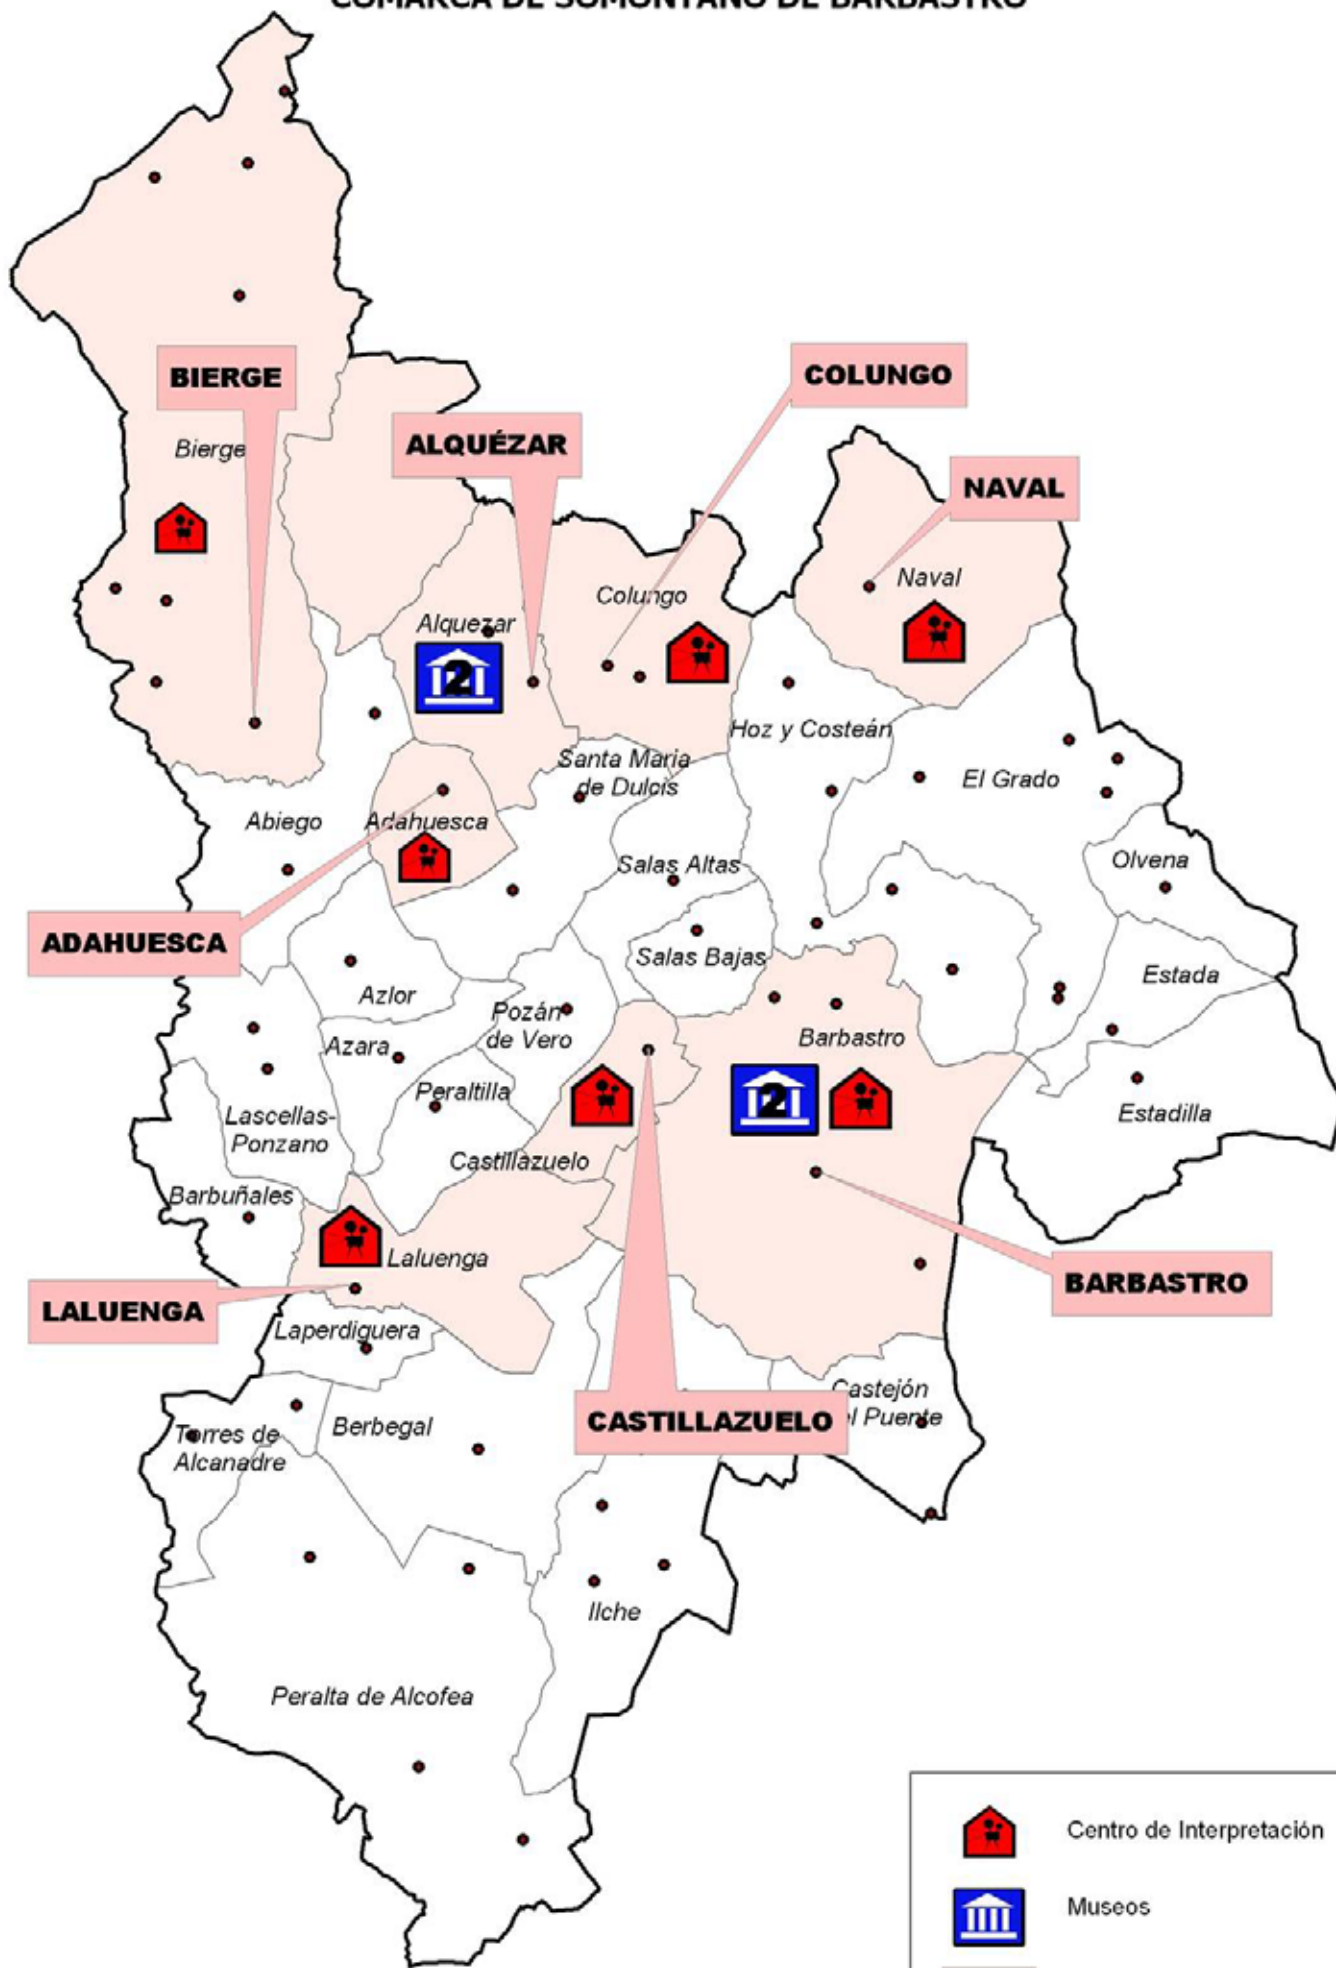 COMARCA DE SOMONTANO DE BARBASTRO
BIERGE
COLUNGO
Bierge
ALQUÉZAR
NAVAL
Naval
Colungo
Alquezar
2
Hoz y Costeán
Santa Maria
de Dulcis
El Grado
Abiego
Adahuesca
Olvena
Salas Altas
ADAHUESCA
Salas Bajas
Estada
Azlor
Pozán
de Vero
Barbastro
Azara
Peraltilla
2
Lascellas-
Ponzano
Estadilla
Castillazuelo
Barbuñales
Laluenga
BARBASTRO
LALUENGA
Laperdiguera
Castejón
el Puente
CASTILLAZUELO
Berbegal
Torres de
Alcanadre
Ilche
Peralta de Alcofea
Centro de Interpretación
Museos